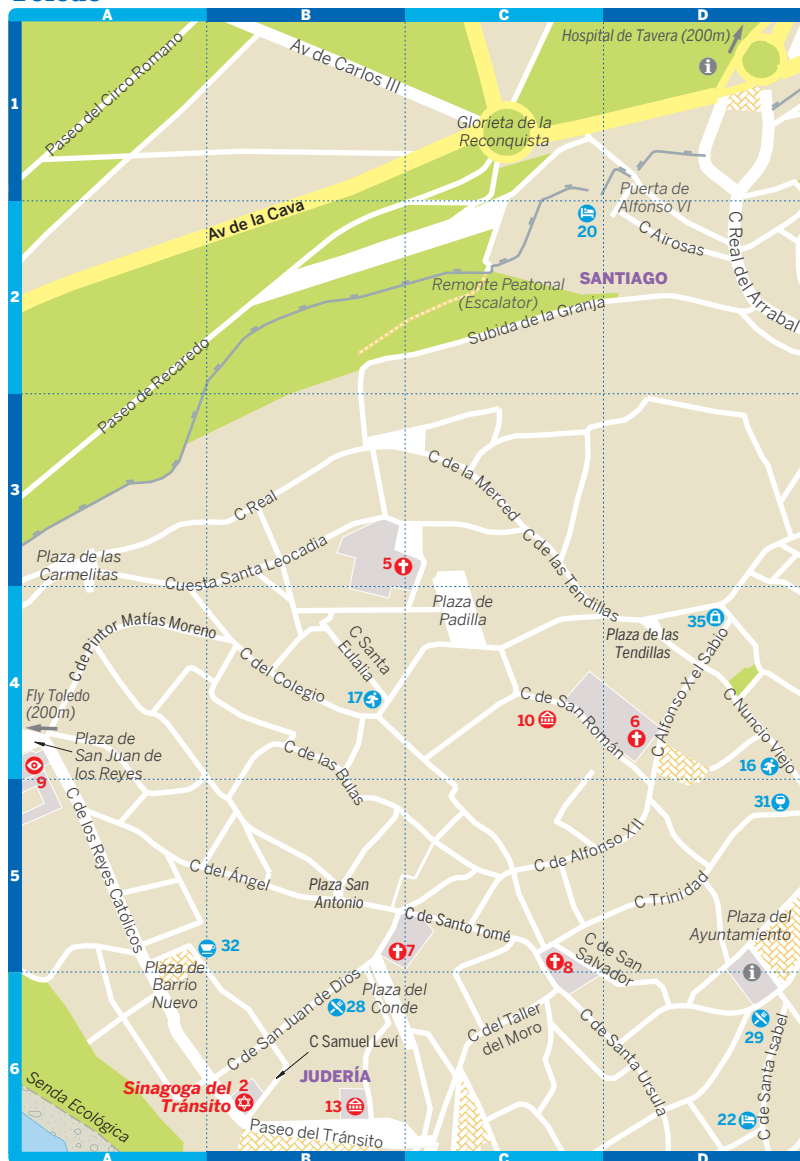 A B C D
Hospital de Tavera (200m)
Av de Carlos III
Paseo del Circo Romano
1
Glorieta de la
Reconquista
Puerta de
Alfonso VI
Av de la Cava
20
C Airosas
C Real del Arrabal
SANTIAGO
2
Remonte Peatonal
(Escalator)
Subida de la Granja
Paseo de Recaredo
C de la Merced
3
C Real
C de las Tendillas
Cuesta Santa Leocadia
Plaza de las
Carmelitas
5
Plaza de
Padilla
35
C de Pintor Matías Moreno
C Santa
Eulalia
Plaza de las
Tendillas
C Alfonso X el Sabio
C del Colegio
4
Fly Toledo
(200m)
17
C de San Román
10
6
C Nuncio Viejo
Plaza de
San Juan de
los Reyes
9
C de las Bulas
16
31
C de los Reyes Católicos
C de Alfonso XII
5
C del Ángel
Plaza San
Antonio
C Trinidad
C de Santo Tomé
Plaza del
Ayuntamiento
32
7
8
C de San
Salvador
Plaza de
Barrio
Nuevo
C de San Juan de Dios
28
Plaza del
Conde
C del Taller
del Moro
29
C Samuel Leví
C de Santa Ursula
C de Santa Isabel
6
JUDERÍA
Sinagoga del
Tránsito
2
13
22
Senda Ecológica
Paseo del Tránsito
A B C D